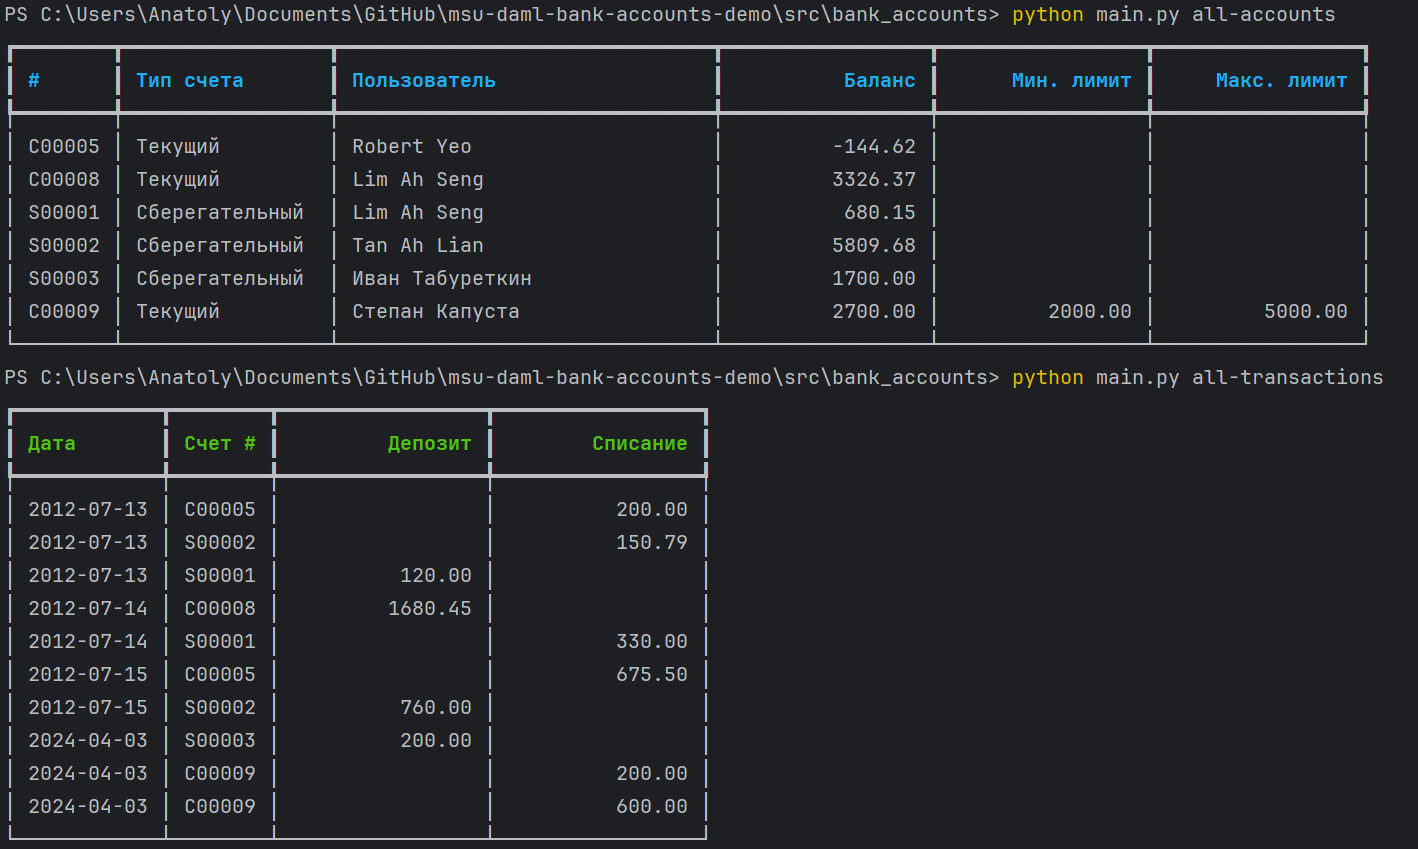 PS C:\Users\Anatoly\Documents\GitHub\msu-daml-bank-accounts-demo\src\bank_accounts> python main.py all-accounts
# Тип счета Пользователь Баланс Мин. лимит Макс. лимит
C00005 Текущий Robert Yeo -144.62
C00008 Текущий Lim Ah Seng 3326.37
S00001 Сберегательный Lim Ah Seng 680.15
S00002 Сберегательный Tan Ah Lian 5809.68
S00003 Сберегательный Иван Табуреткин 1700.00
C00009 Текущий Степан Капуста 2700.00 2000.00 5000.00
PS C:\Users\Anatoly\Documents\GitHub\msu-daml-bank-accounts-demo\src\bank_accounts> python main.py all-transactions
Дата Счет # Депозит Списание
2012-07-13 C00005 200.00
2012-07-13 S00002 150.79
2012-07-13 S00001 120.00
2012-07-14 C00008 1680.45
2012-07-14 S00001 330.00
2012-07-15 C00005 675.50
2012-07-15 S00002 760.00
2024-04-03 S00003 200.00
2024-04-03 C00009 200.00
2024-04-03 C00009 600.00